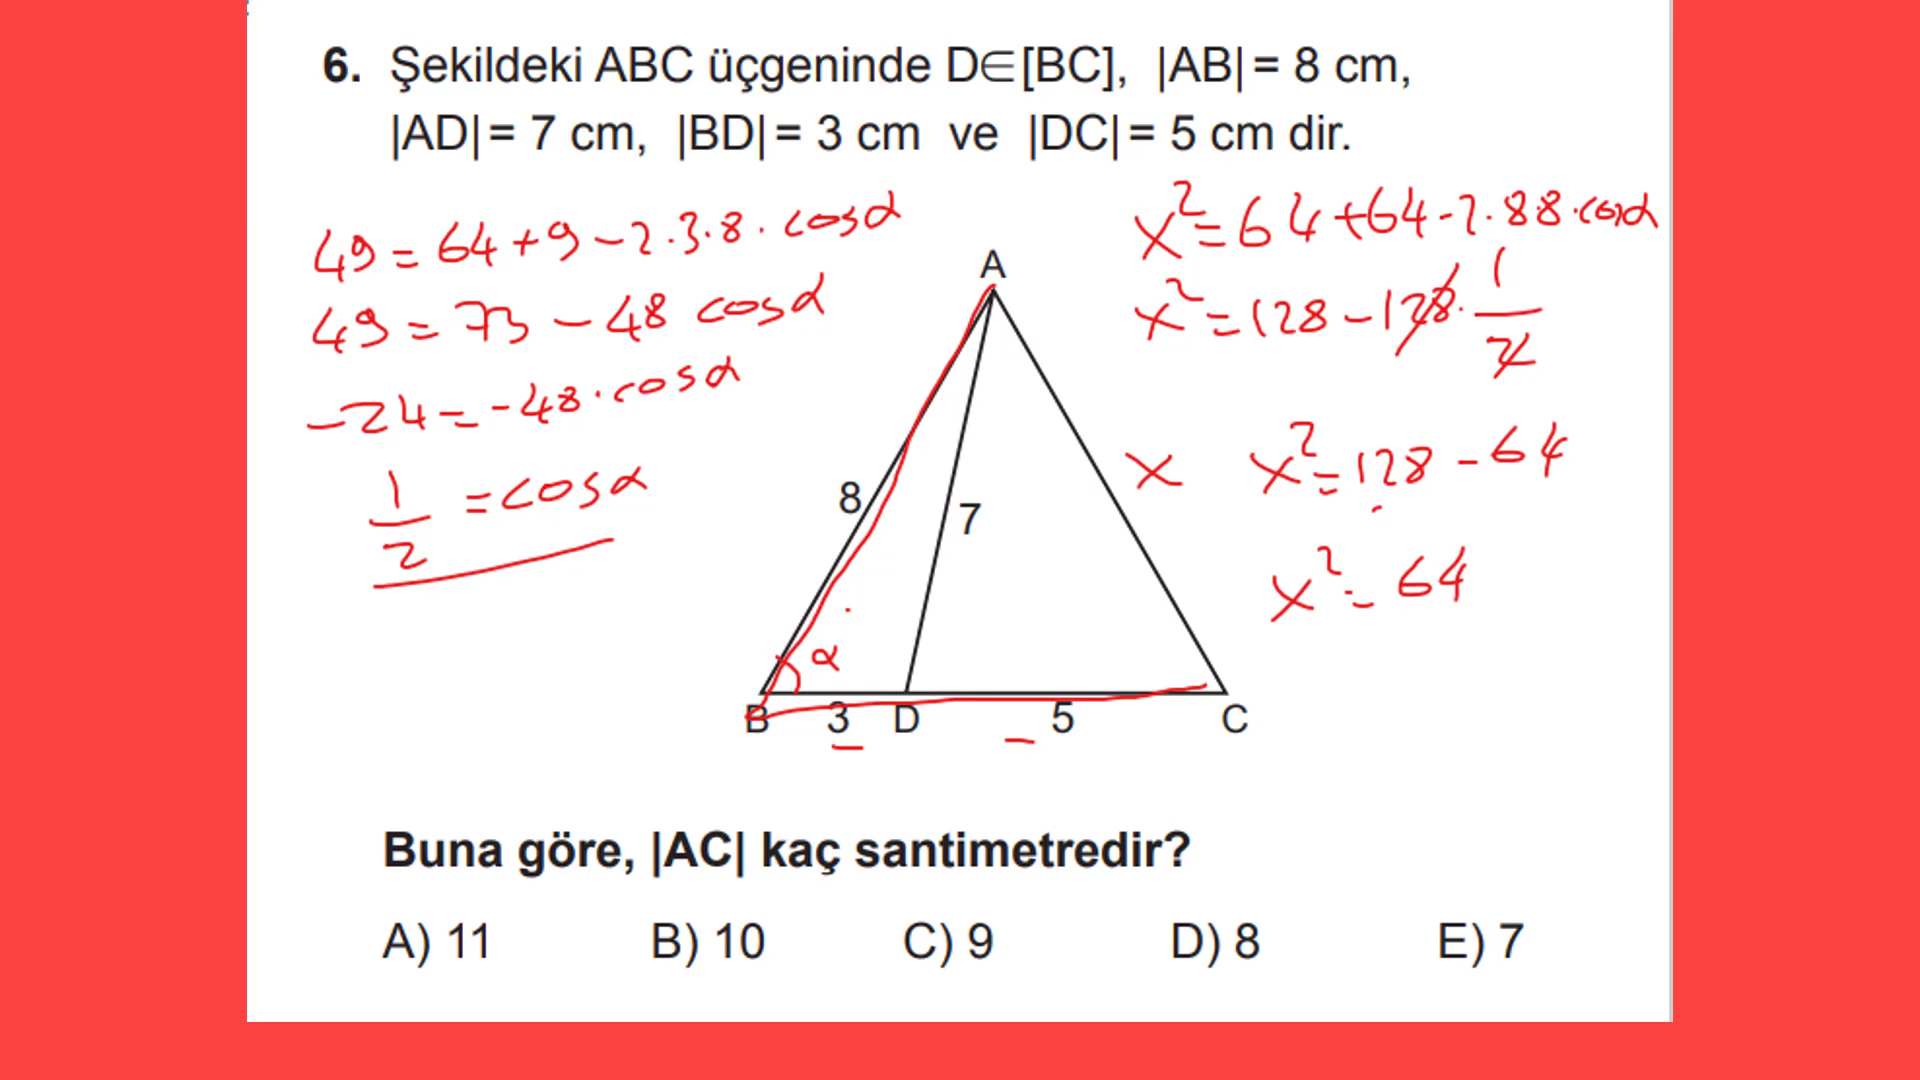 6. Şekildeki ABC üçgeninde D∈[BC], |AB|= 8 cm,
|AD|= 7 cm, |BD|= 3 cm ve |DC|= 5 cm dir.
49 = 64 + 9 - 2.3.8. cosα
49 = 73 - 48 cosα
-24 = -48.cosα
1/2 = cosα
x² = 64 + 64 - 2.8.8.cosα
x² = 128 - 128. 1/2
x² = 128 - 64
x² = 64
A
8
7
x
α
B 3 D 5 C
Buna göre, |AC| kaç santimetredir?
A) 11 B) 10 C) 9 D) 8 E) 7